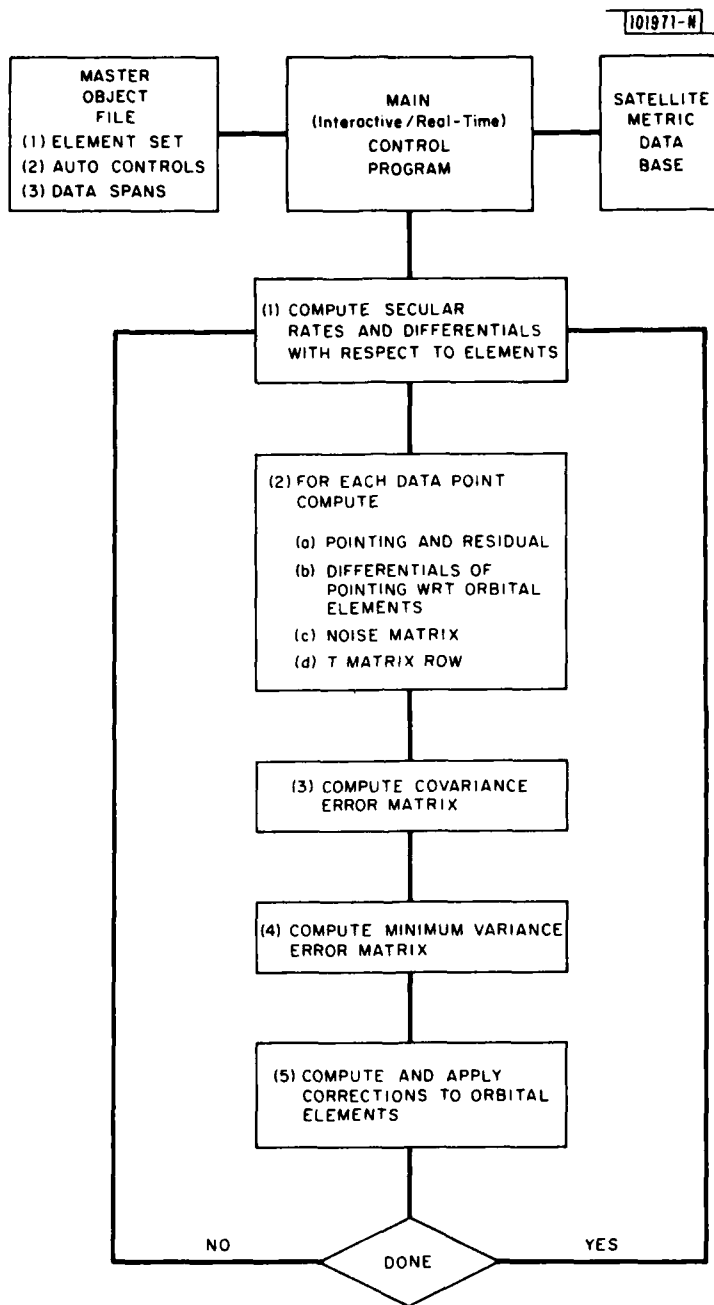 101971-N
MASTER
OBJECT
FILE
(1) ELEMENT SET
(2) AUTO CONTROLS
(3) DATA SPANS
MAIN
(Interactive/Real-Time)
CONTROL
PROGRAM
SATELLITE
METRIC
DATA
BASE
(1) COMPUTE SECULAR
RATES AND DIFFERENTIALS
WITH RESPECT TO ELEMENTS
(2) FOR EACH DATA POINT
COMPUTE
(a) POINTING AND RESIDUAL
(b) DIFFERENTIALS OF
POINTING WRT ORBITAL
ELEMENTS
(c) NOISE MATRIX
(d) T MATRIX ROW
(3) COMPUTE COVARIANCE
ERROR MATRIX
(4) COMPUTE MINIMUM VARIANCE
ERROR MATRIX
(5) COMPUTE AND APPLY
CORRECTIONS TO ORBITAL
ELEMENTS
NO
DONE
YES